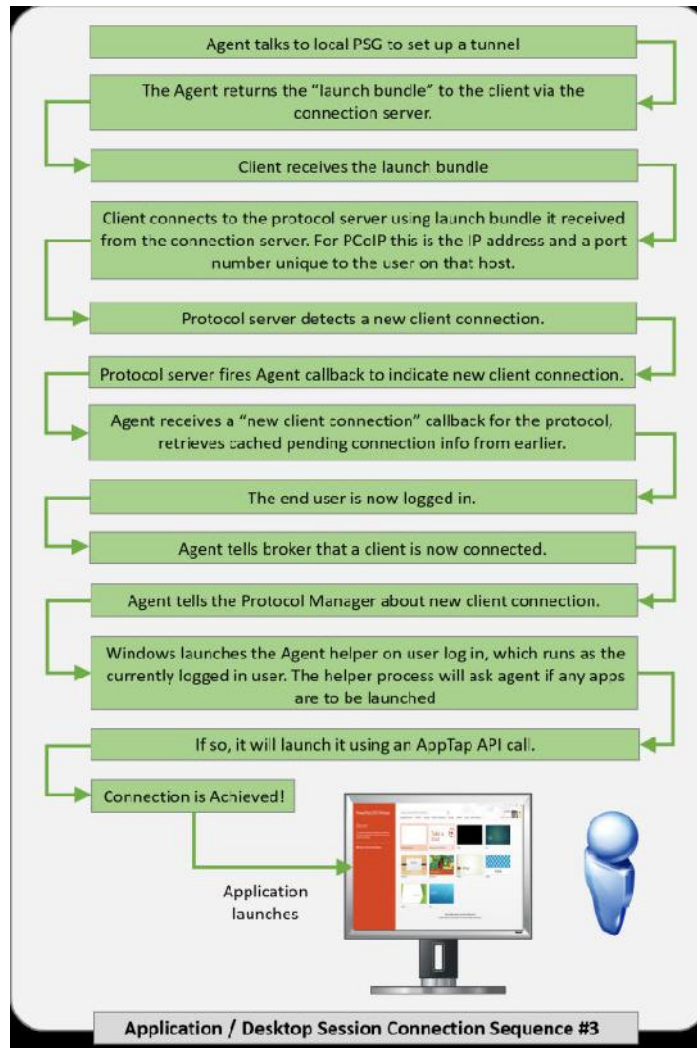 Agent talks to local PSG to set up a tunnel
The Agent returns the “launch bundle” to the client via the
connection server.
Client receives the launch bundle
Client connects to the protocol server using launch bundle it received
from the connection server. For PCoIP this is the IP address and a port
number unique to the user on that host.
Protocol server detects a new client connection.
Protocol server fires Agent callback to indicate new client connection.
Agent receives a “new client connection” callback for the protocol,
retrieves cached pending connection info from earlier.
The end user is now logged in.
Agent tells broker that a client is now connected.
Agent tells the Protocol Manager about new client connection.
Windows launches the Agent helper on user log in, which runs as the
currently logged in user. The helper process will ask agent if any apps
are to be launched
If so, it will launch it using an AppTap API call.
Connection is Achieved!
Application
launches
Application / Desktop Session Connection Sequence #3